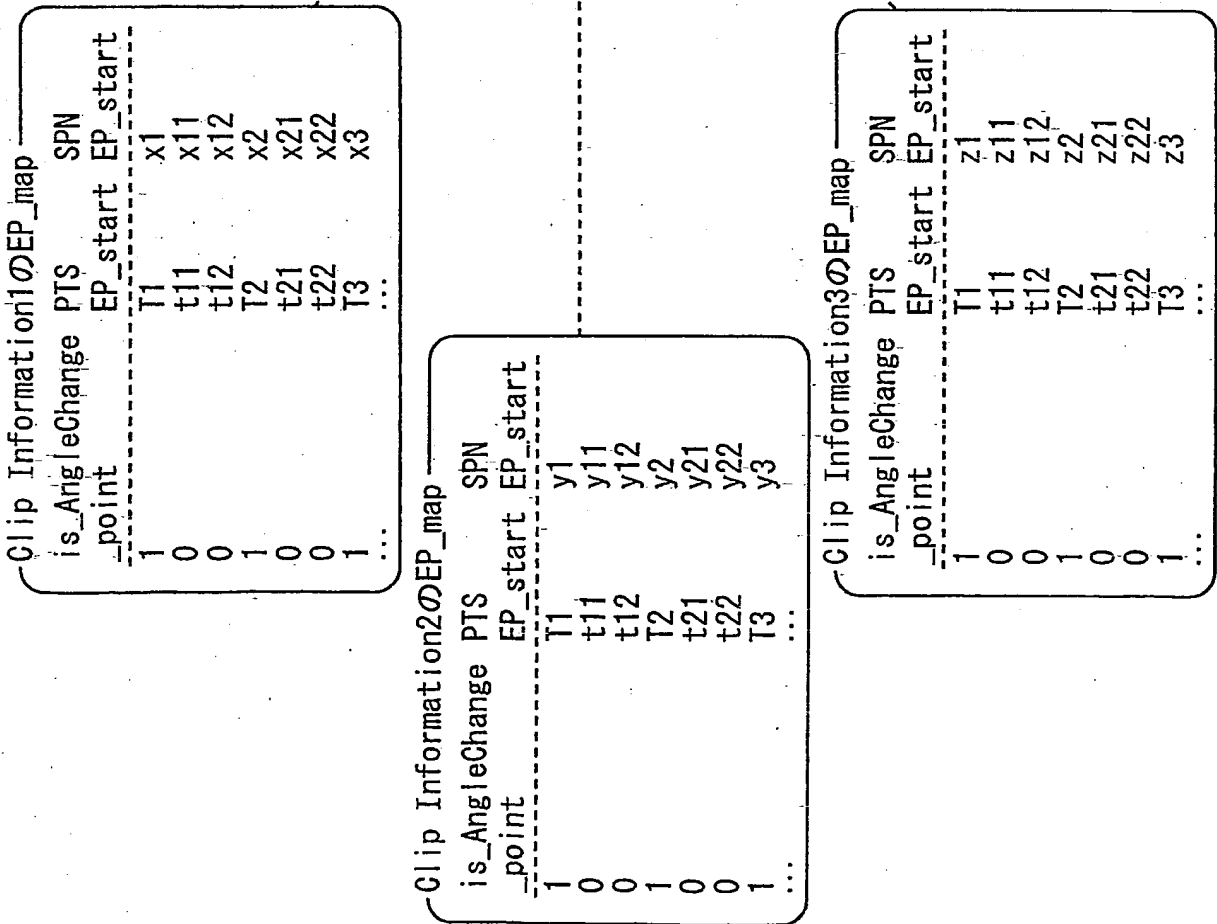 Clip Information1のEP_map
is_AngleChange PTS SPN
_point EP_start EP_start
1 T1 x1
0 t11 x11
0 t12 x12
1 T2 x2
0 t21 x21
0 t22 x22
1 T3 x3
... ...
Clip Information2のEP_map
is_AngleChange PTS SPN
_point EP_start EP_start
1 T1 y1
0 t11 y11
0 t12 y12
1 T2 y2
0 t21 y21
0 t22 y22
1 T3 y3
... ...
Clip Information3のEP_map
is_AngleChange PTS SPN
_point EP_start EP_start
1 T1 z1
0 t11 z11
0 t12 z12
1 T2 z2
0 t21 z21
0 t22 z22
1 T3 z3
... ...